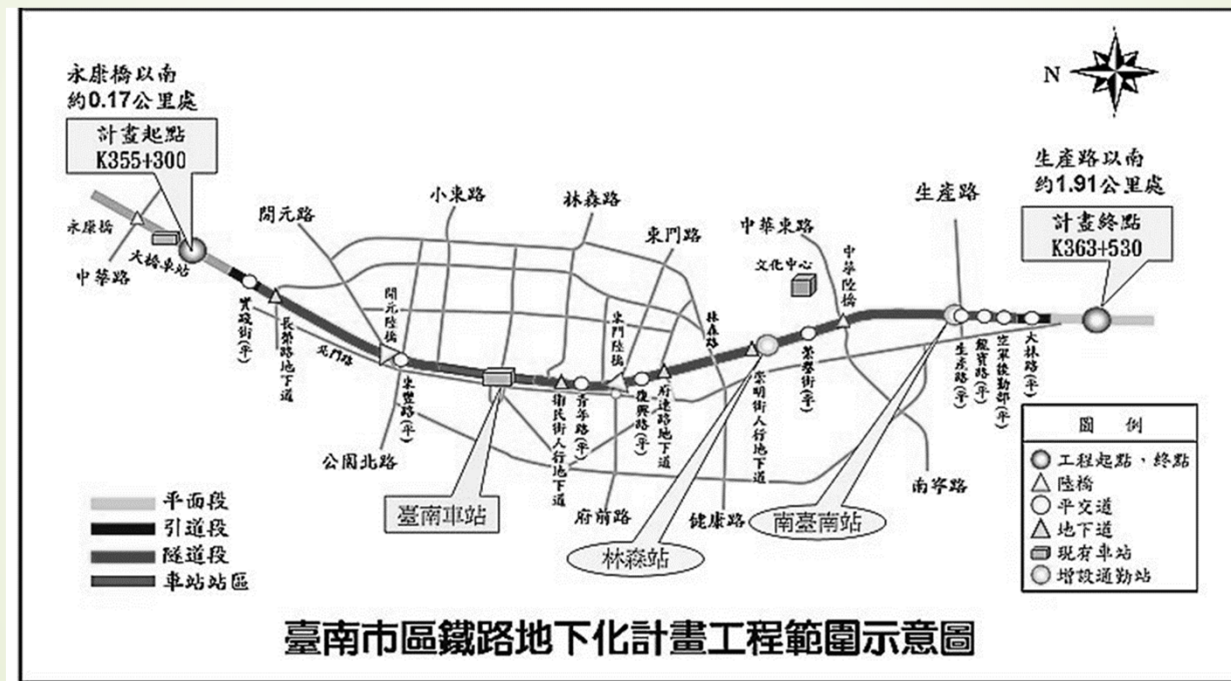 永康橋以南
約0.17公里處
計畫起點
K355+300
N
生產路以南
約1.91公里處
計畫終點
K363+530
永康橋
大橋車站
中華路
實踐街(平)
長榮路地下道
北門路
開元路
開元陸橋
東豐路(平)
公園北路
小東路
臺南車站
林森路
衛民街人行地下道
青年路(平)
東門陸橋
東門路
復興路(平)
府連路地下道
府前路
林森路
健康路
崇明街人行地下道
林森站
文化中心
榮譽街(平)
中華東路
中華陸橋
南寧路
南臺南站
生產路
生產路(平)
龍寶路(平)
空軍後勤部(平)
大林路(平)
平面段
引道段
隧道段
車站站區
圖 例
工程起點、終點
陸橋
平交道
地下道
現有車站
增設通勤站
臺南市區鐵路地下化計畫工程範圍示意圖